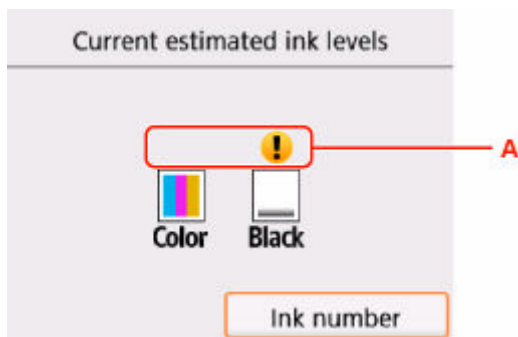 Current estimated ink levels
! A
Color Black
Ink number